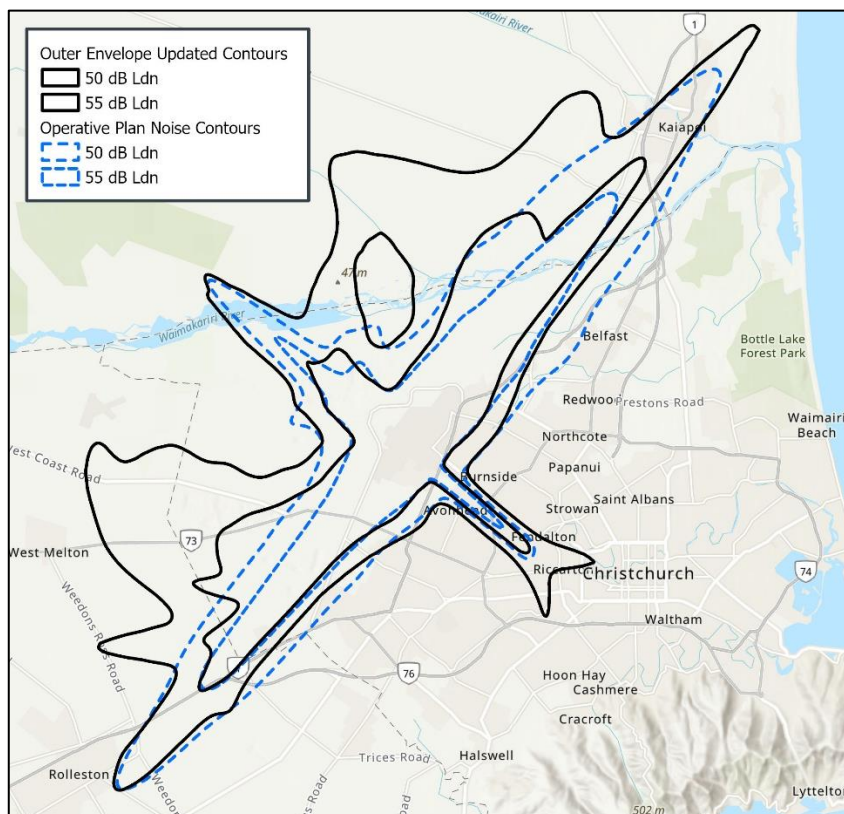 Outer Envelope Updated Contours
50 dB Ldn
55 dB Ldn
Operative Plan Noise Contours
50 dB Ldn
55 dB Ldn
1
Kaiapoi
47 m
Waimakariri River
Belfast
Bottle Lake
Forest Park
Redwoo
Prestons Road
Waimairi
Beach
Northcote
West Coast Road
Burnside
Papanui
Saint Albans
Strowan
Avonhead
73
West Melton
Fendalton
Riccarton
Christchurch
74
Waltham
Weedons Ross Road
76
Hoon Hay
Cashmere
Cracroft
Trices Road
Halswell
Rolleston
502 m
Lyttelton